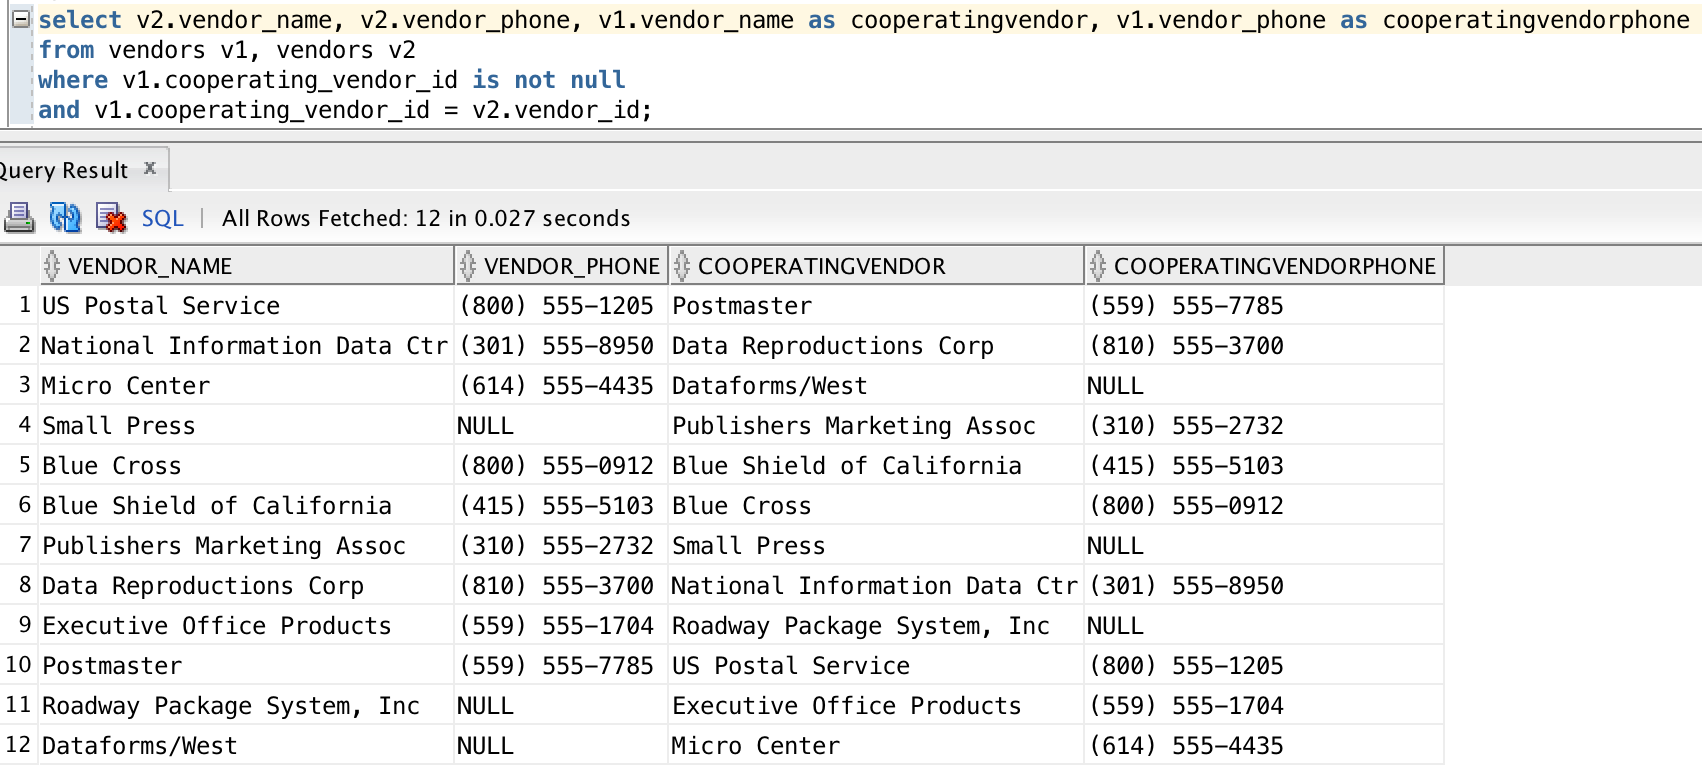 select v2.vendor_name, v2.vendor_phone, v1.vendor_name as cooperatingvendor, v1.vendor_phone as cooperatingvendorphone
from vendors v1, vendors v2
where v1.cooperating_vendor_id is not null
and v1.cooperating_vendor_id = v2.vendor_id;
Query Result x
SQL | All Rows Fetched: 12 in 0.027 seconds
VENDOR_NAME VENDOR_PHONE COOPERATINGVENDOR COOPERATINGVENDORPHONE
1 US Postal Service (800) 555-1205 Postmaster (559) 555-7785
2 National Information Data Ctr (301) 555-8950 Data Reproductions Corp (810) 555-3700
3 Micro Center (614) 555-4435 Dataforms/West NULL
4 Small Press NULL Publishers Marketing Assoc (310) 555-2732
5 Blue Cross (800) 555-0912 Blue Shield of California (415) 555-5103
6 Blue Shield of California (415) 555-5103 Blue Cross (800) 555-0912
7 Publishers Marketing Assoc (310) 555-2732 Small Press NULL
8 Data Reproductions Corp (810) 555-3700 National Information Data Ctr (301) 555-8950
9 Executive Office Products (559) 555-1704 Roadway Package System, Inc NULL
10 Postmaster (559) 555-7785 US Postal Service (800) 555-1205
11 Roadway Package System, Inc NULL Executive Office Products (559) 555-1704
12 Dataforms/West NULL Micro Center (614) 555-4435